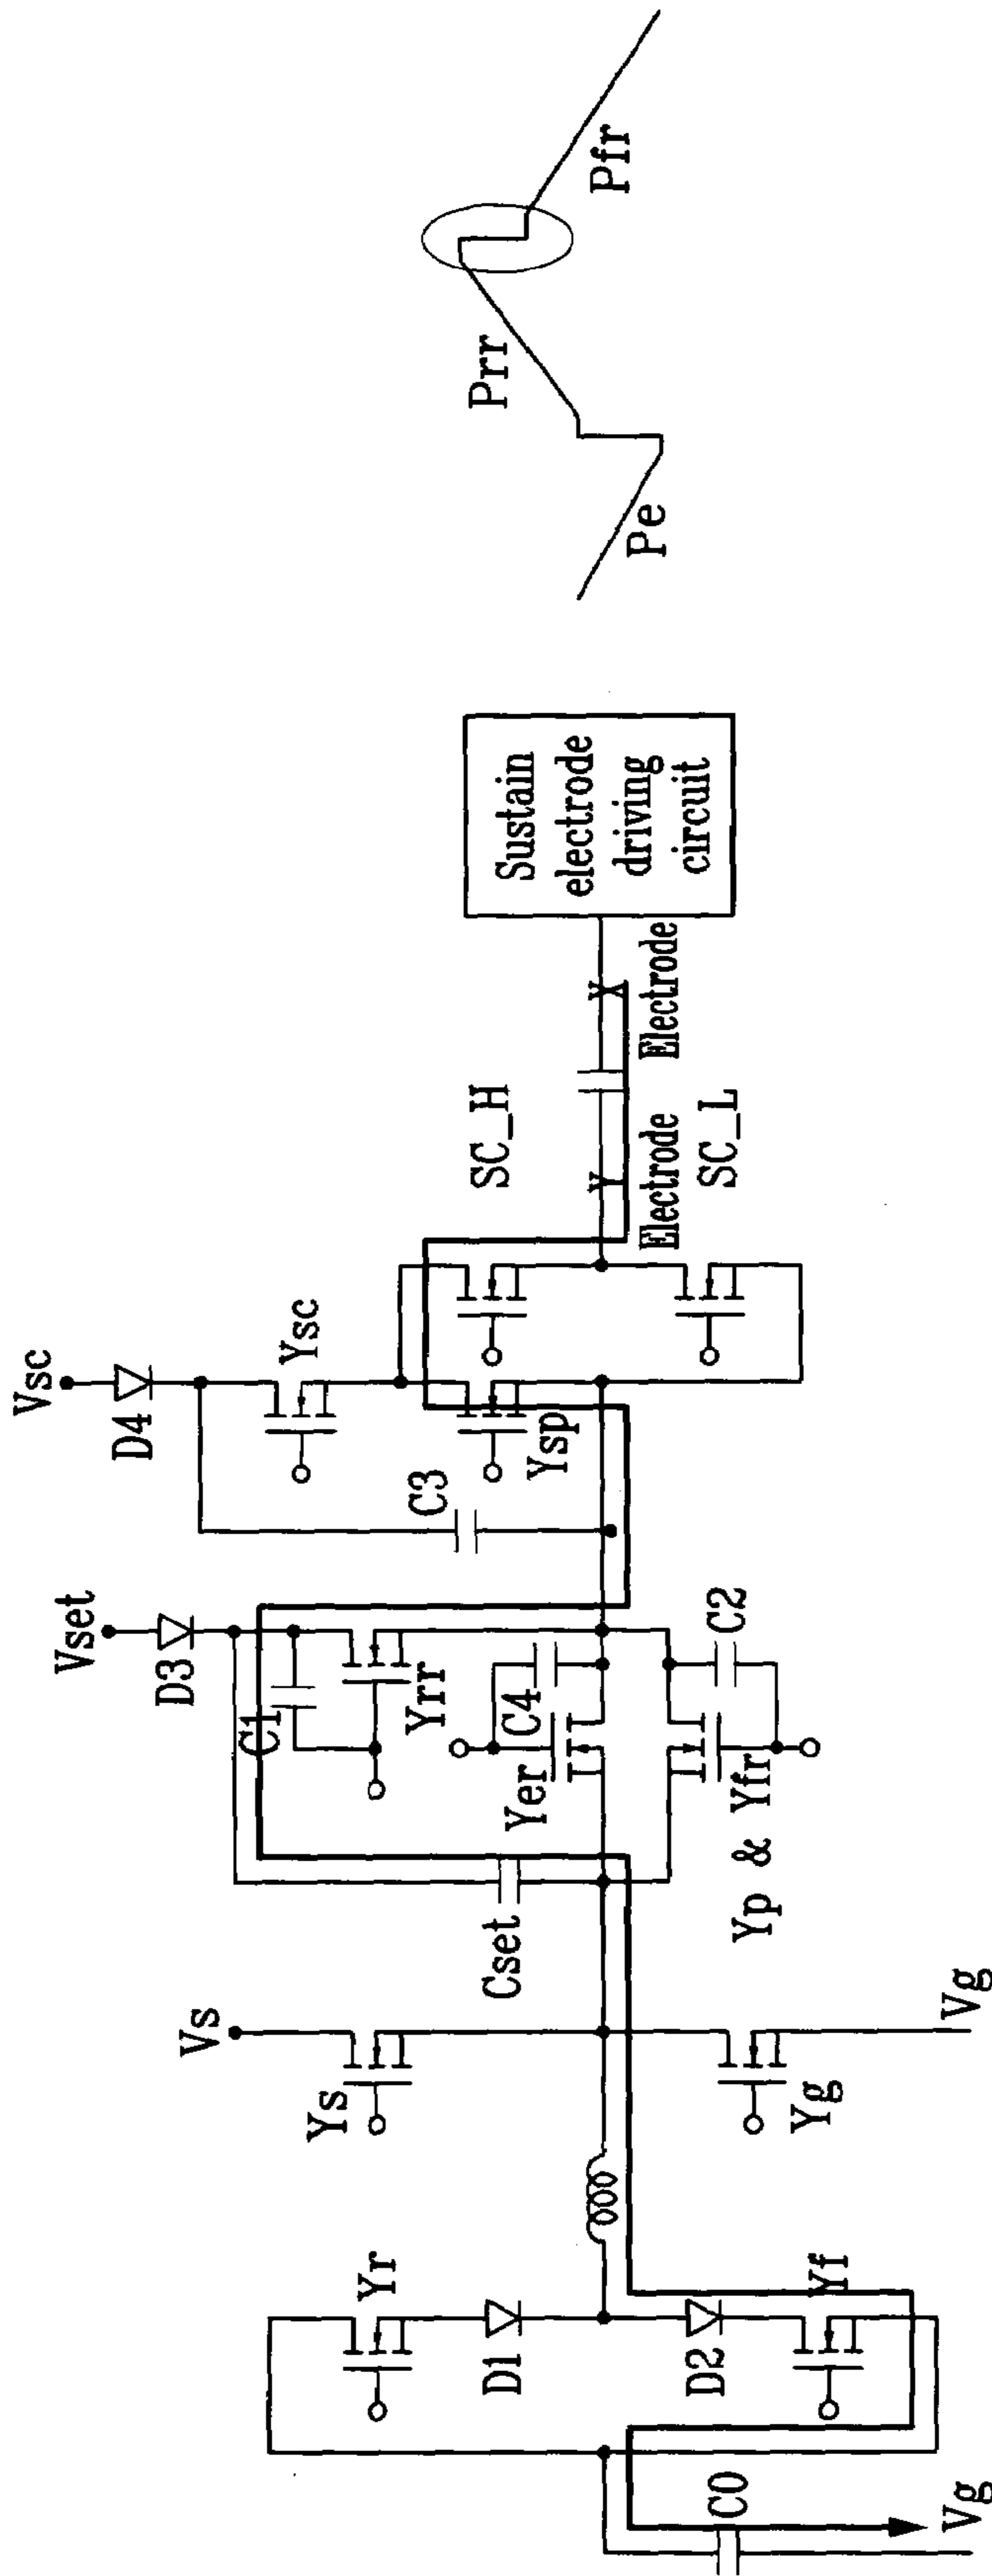 Vg
C0
Yr
D1
D2
Yf
Vs
Ys
Yg
Vg
Cset
Vset
D3
C1
Yrr
Yer
C4
C2
Yp & Yfr
Vsc
D4
Ysc
C3
Ysp
SC_H
SC_L
Y
Electrode
X
Electrode
Sustain
electrode
driving
circuit
Pe
Prr
Pfr